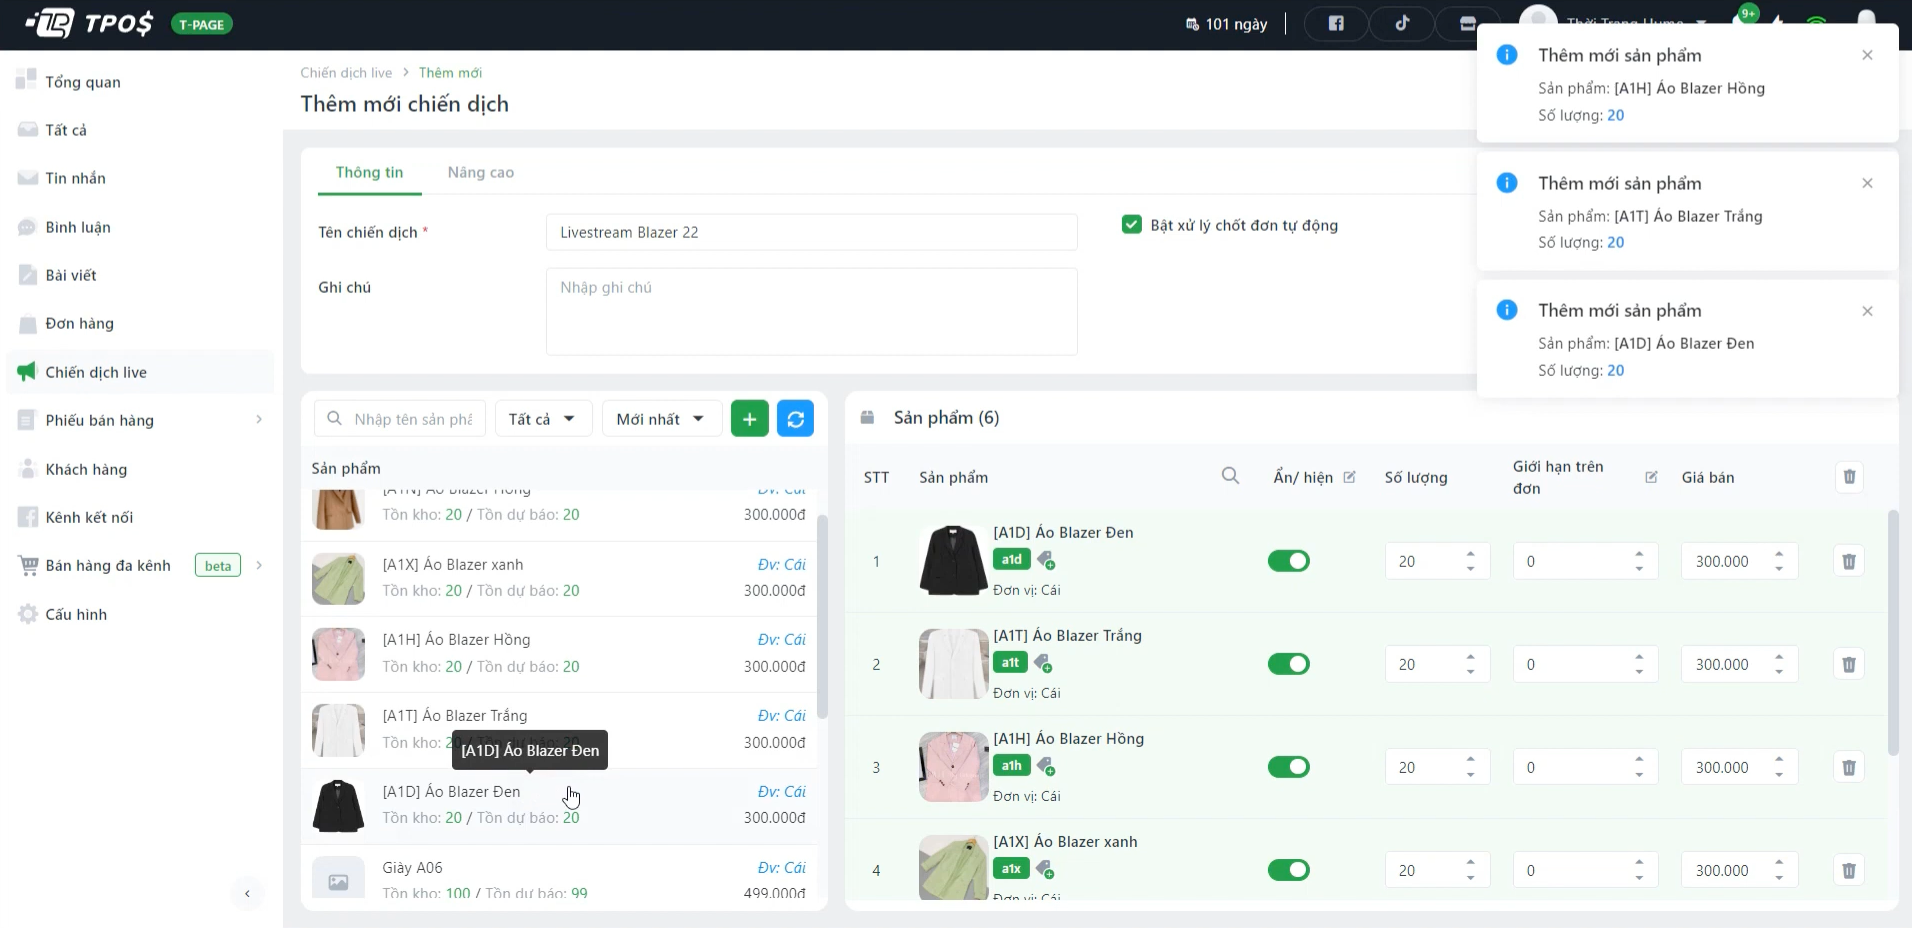 TPO$ T-PAGE
101 ngày
9+
Tổng quan
Tất cả
Tin nhắn
Bình luận
Bài viết
Đơn hàng
Chiến dịch live
Phiếu bán hàng
Khách hàng
Kênh kết nối
Bán hàng đa kênh beta
Cấu hình
Chiến dịch live > Thêm mới
Thêm mới chiến dịch
Thông tin Nâng cao
Tên chiến dịch * Livestream Blazer 22
Bật xử lý chốt đơn tự động
Ghi chú Nhập ghi chú
Thêm mới sản phẩm
Sản phẩm: [A1H] Áo Blazer Hồng
Số lượng: 20
Thêm mới sản phẩm
Sản phẩm: [A1T] Áo Blazer Trắng
Số lượng: 20
Thêm mới sản phẩm
Sản phẩm: [A1D] Áo Blazer Đen
Số lượng: 20
Nhập tên sản phẩ Tất cả Mới nhất
Sản phẩm
Tồn kho: 20 / Tồn dự báo: 20 300.000đ
[A1X] Áo Blazer xanh Đv: Cái
Tồn kho: 20 / Tồn dự báo: 20 300.000đ
[A1H] Áo Blazer Hồng Đv: Cái
Tồn kho: 20 / Tồn dự báo: 20 300.000đ
[A1T] Áo Blazer Trắng Đv: Cái
Tồn kho: 300.000đ
[A1D] Áo Blazer Đen
[A1D] Áo Blazer Đen Đv: Cái
Tồn kho: 20 / Tồn dự báo: 20 300.000đ
Giày A06 Đv: Cái
Tồn kho: 100 / Tồn dự báo: 99 499.000đ
Sản phẩm (6)
STT Sản phẩm Ẩn/ hiện Số lượng Giới hạn trên đơn Giá bán
[A1D] Áo Blazer Đen
1 a1d 20 0 300.000
Đơn vị: Cái
[A1T] Áo Blazer Trắng
2 a1t 20 0 300.000
Đơn vị: Cái
[A1H] Áo Blazer Hồng
3 a1h 20 0 300.000
Đơn vị: Cái
[A1X] Áo Blazer xanh
4 a1x 20 0 300.000
Đơn vị: Cái